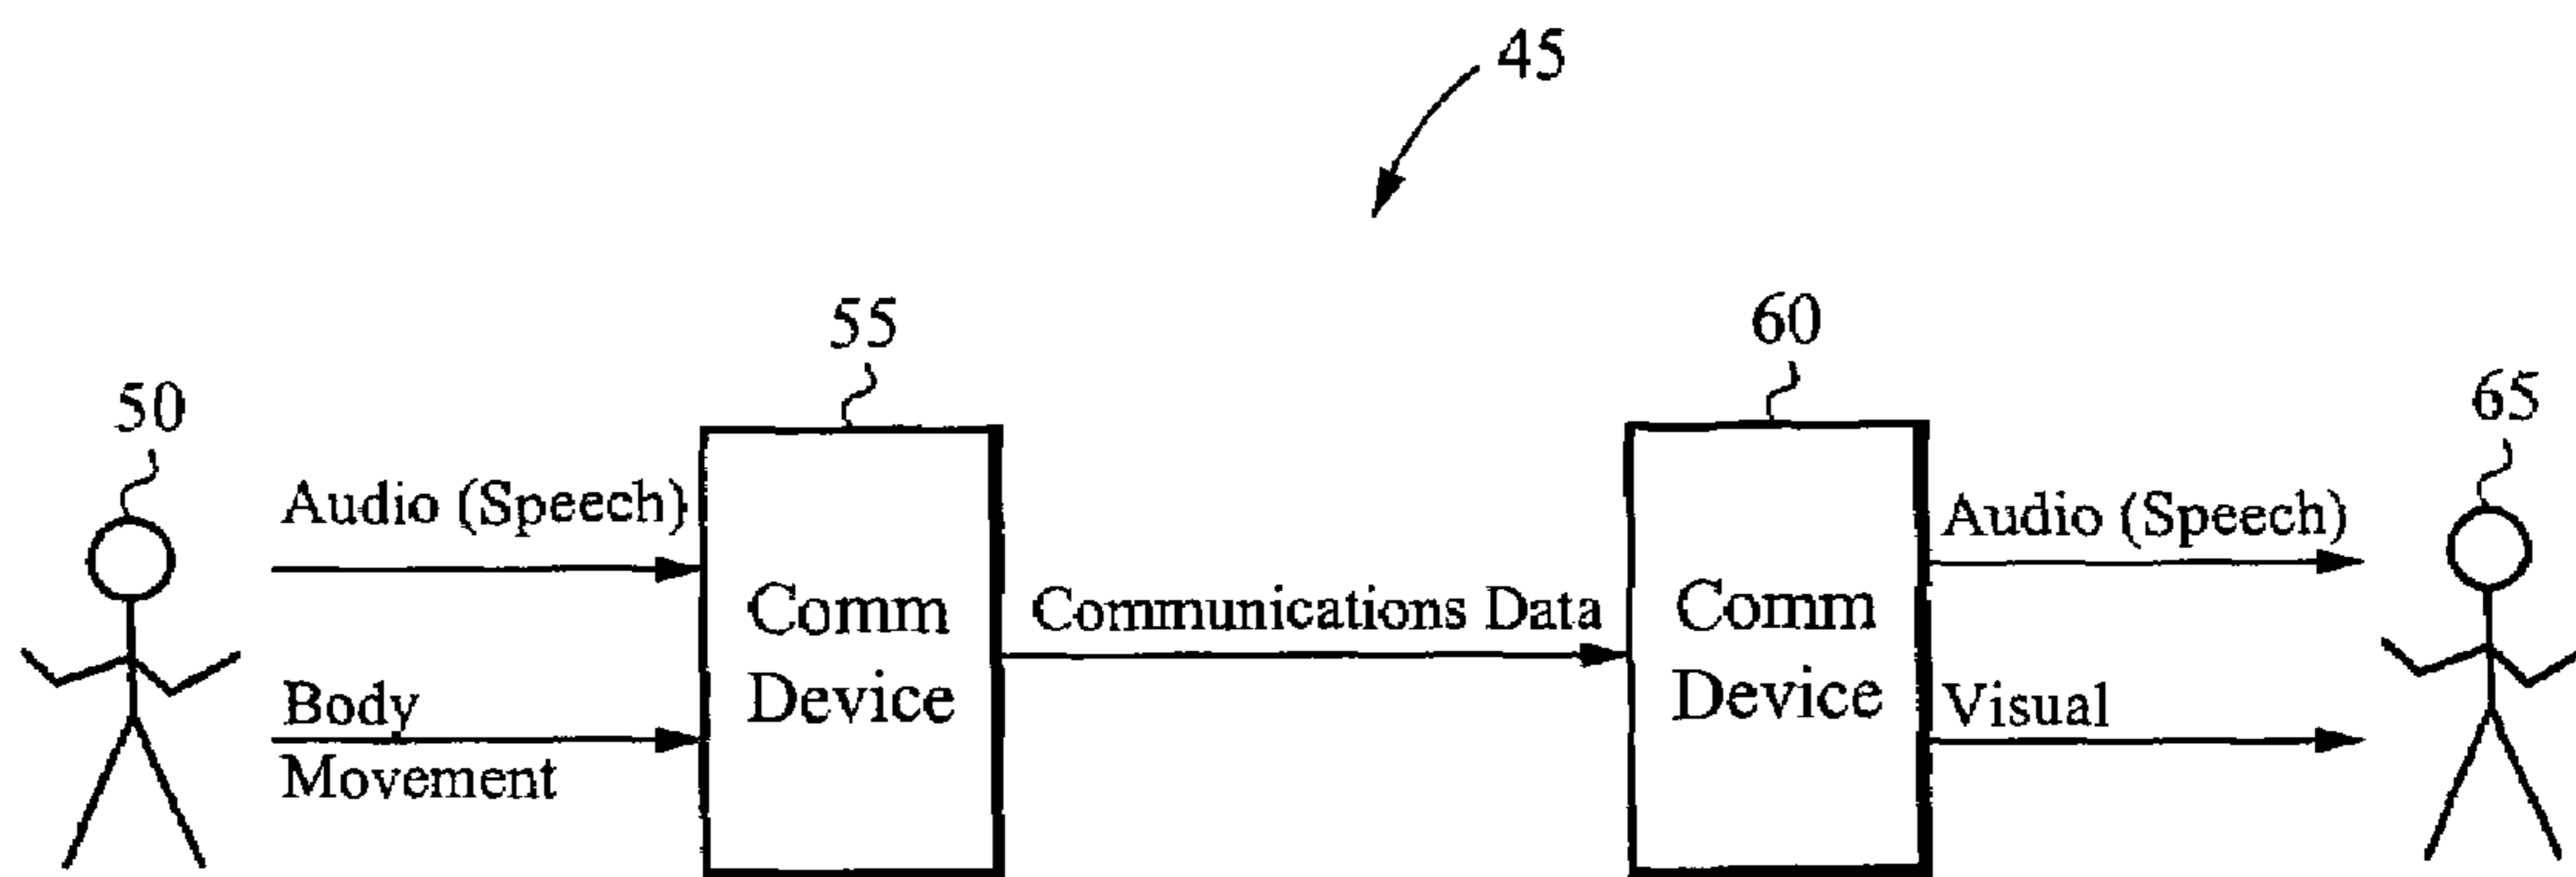 45
55
60
50
65
Audio (Speech)
Audio (Speech)
Comm
Device
Communications Data
Comm
Device
Body
Movement
Visual